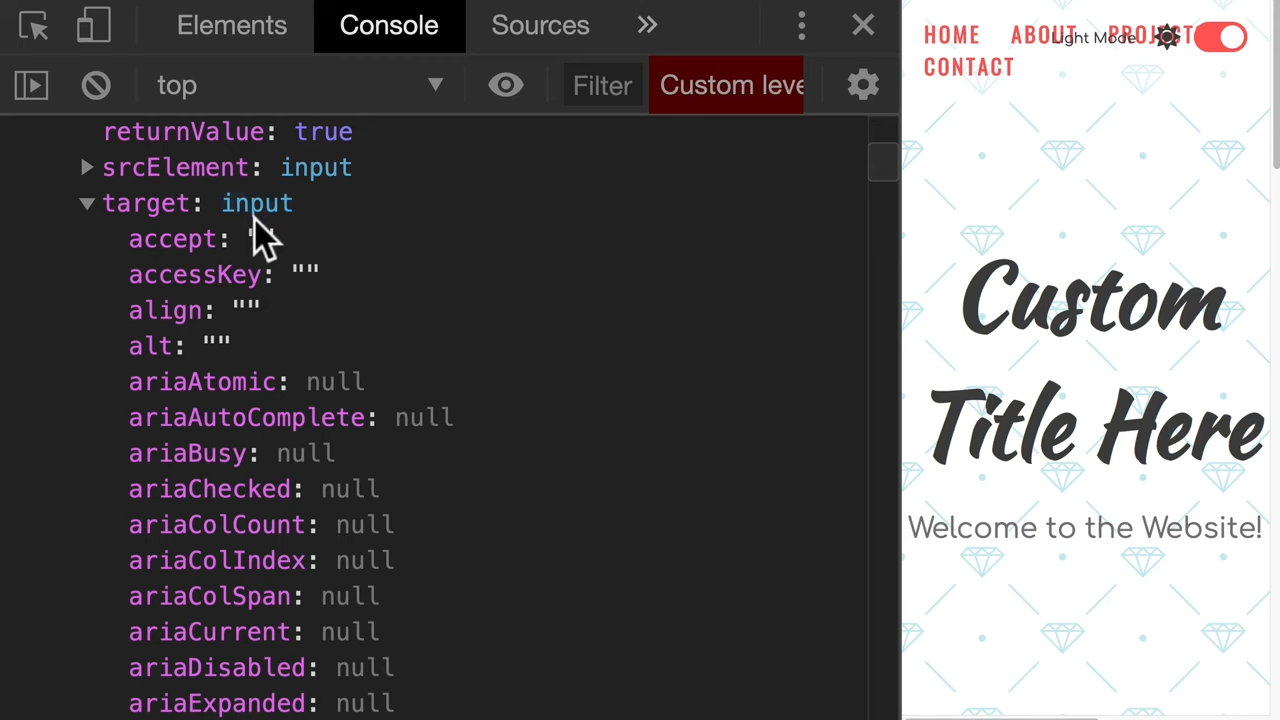 Elements Console Sources
top Filter Custom leve
returnValue: true
srcElement: input
target: input
accept:
accessKey: ""
align: ""
alt: ""
ariaAtomic: null
ariaAutoComplete: null
ariaBusy: null
ariaChecked: null
ariaColCount: null
ariaColIndex: null
ariaColSpan: null
ariaCurrent: null
ariaDisabled: null
ariaExpanded: null
HOME ABOUT PROJECT
Light Mode
CONTACT
Custom
Title Here
Welcome to the Website!